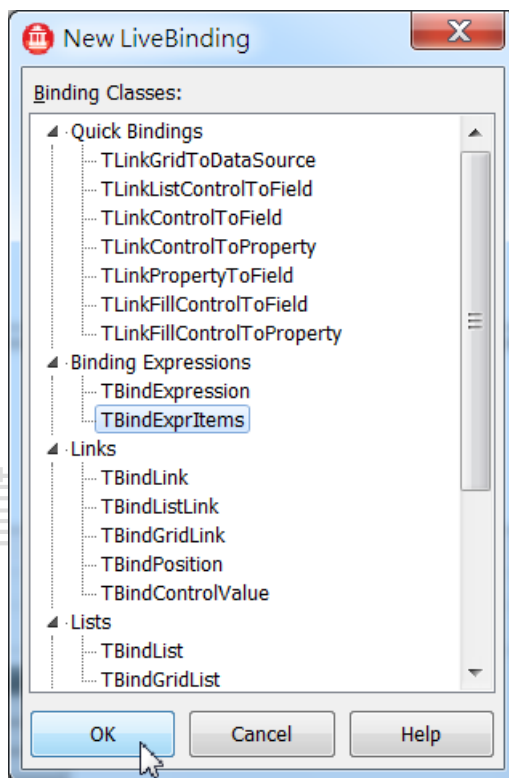 New LiveBinding
Binding Classes:
Quick Bindings
TLinkGridToDataSource
TLinkListControlToField
TLinkControlToField
TLinkControlToProperty
TLinkPropertyToField
TLinkFillControlToField
TLinkFillControlToProperty
Binding Expressions
TBindExpression
TBindExprItems
Links
TBindLink
TBindListLink
TBindGridLink
TBindPosition
TBindControlValue
Lists
TBindList
TBindGridList
OK Cancel Help